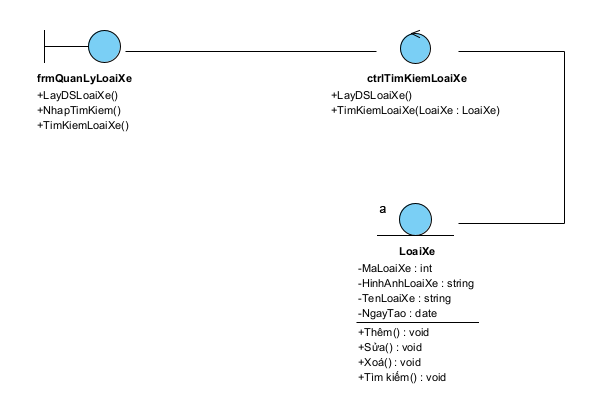 frmQuanLyLoaiXe
+LayDSLoaiXe()
+NhapTimKiem()
+TimKiemLoaiXe()
ctrlTimKiemLoaiXe
+LayDSLoaiXe()
+TimKiemLoaiXe(LoaiXe : LoaiXe)
a
LoaiXe
-MaLoaiXe : int
-HinhAnhLoaiXe : string
-TenLoaiXe : string
-NgayTao : date
+Thêm() : void
+Sửa() : void
+Xoá() : void
+Tìm kiếm() : void